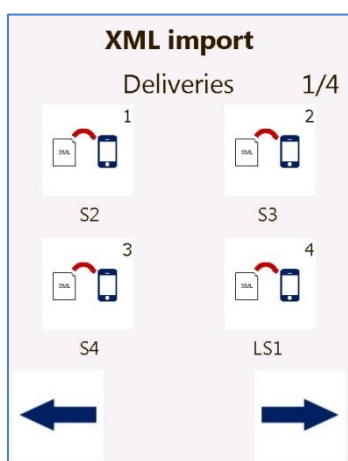 XML import
Deliveries 1/4
1 2
XML XML
S2 S3
3 4
XML XML
S4 LS1